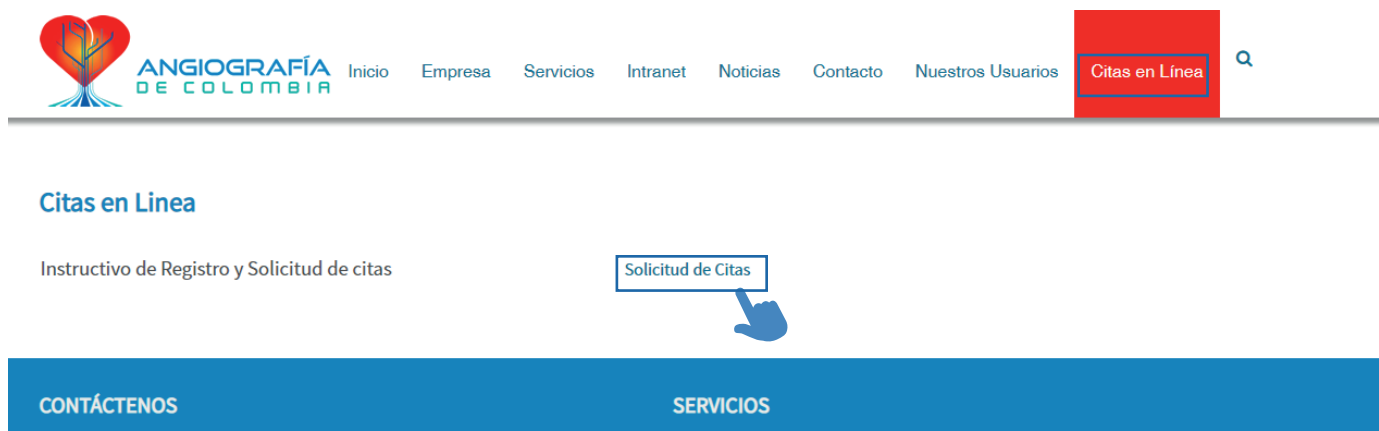 ANGIOGRAFÍA
DE COLOMBIA
Inicio Empresa Servicios Intranet Noticias Contacto Nuestros Usuarios Citas en Línea
Citas en Linea
Instructivo de Registro y Solicitud de citas Solicitud de Citas
CONTÁCTENOS SERVICIOS